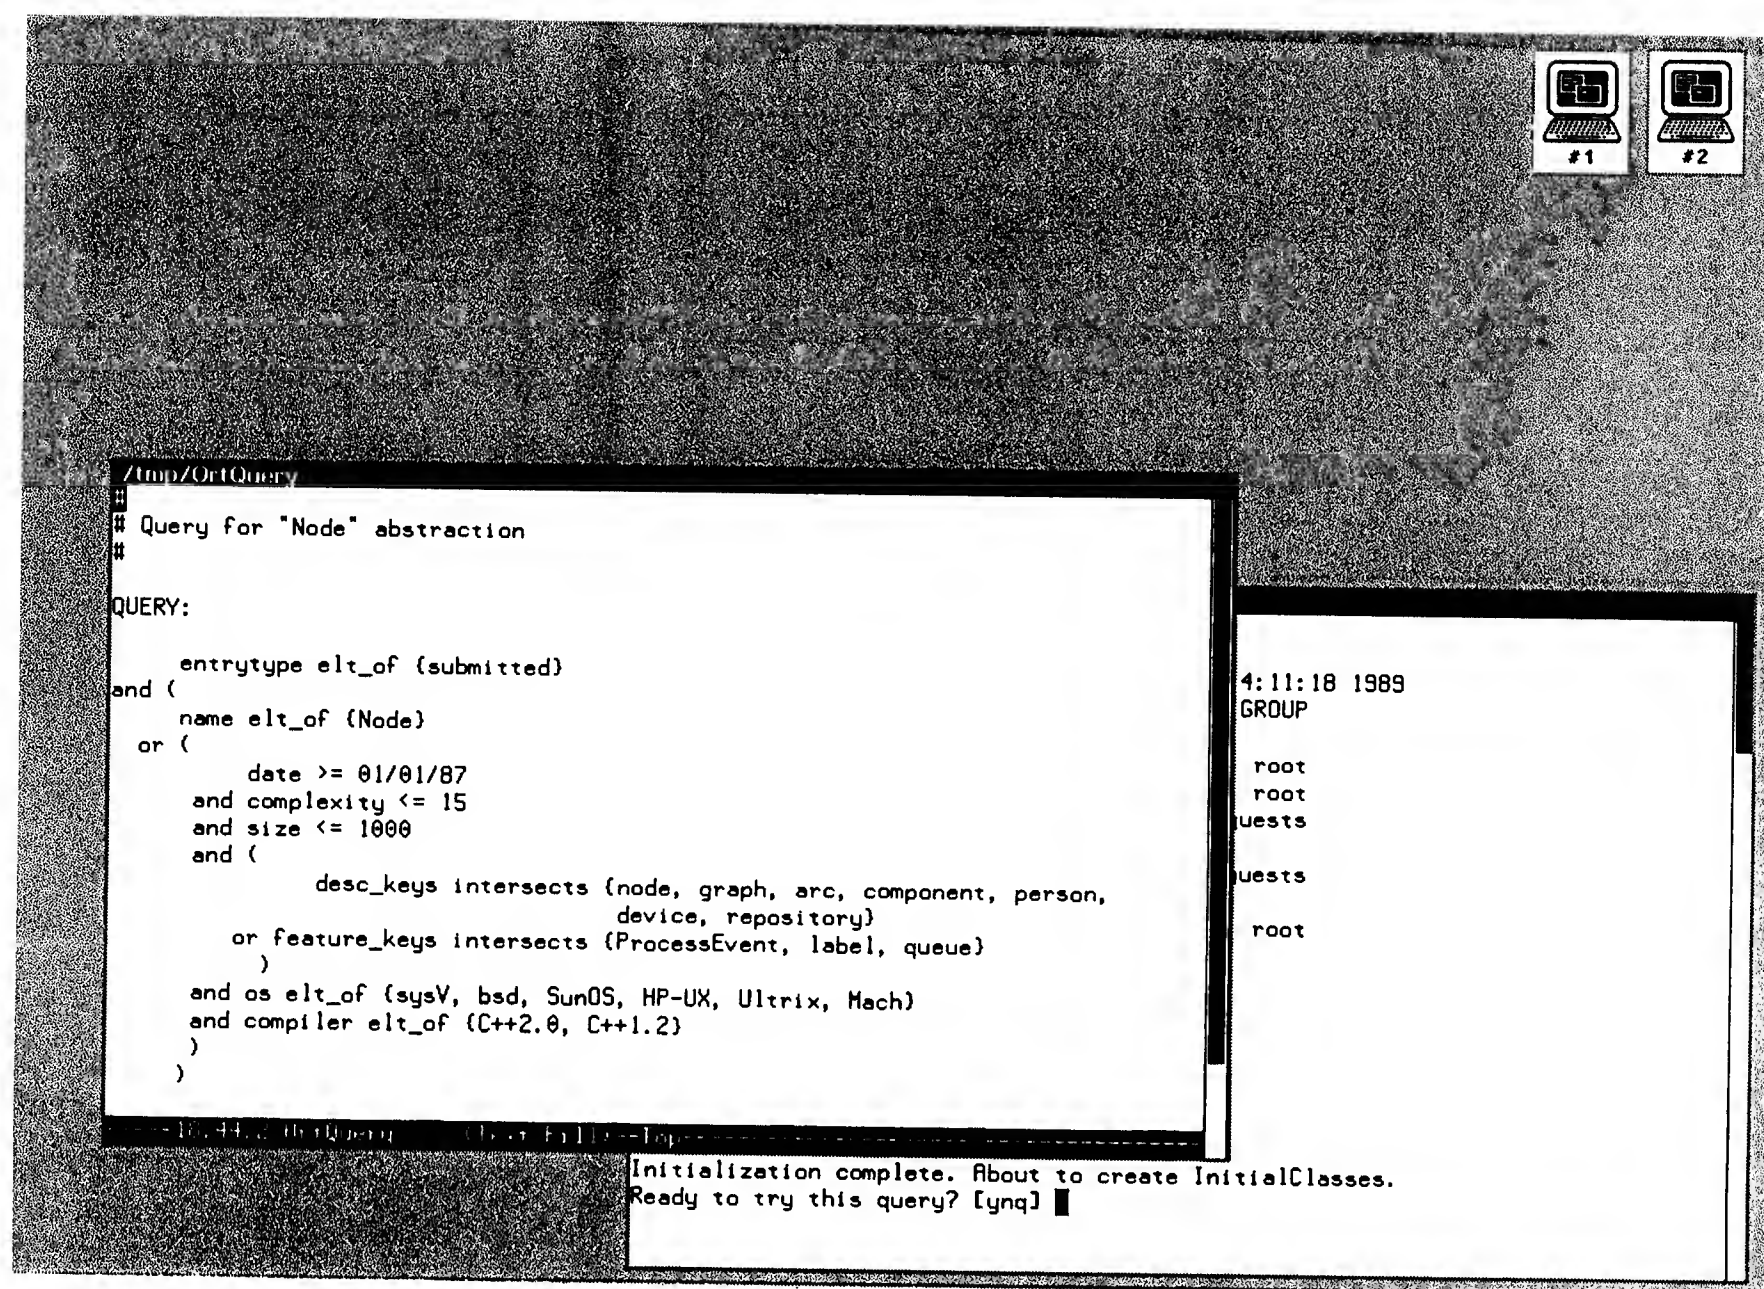 #1
#2
/tmp/OrtQuery
#
# Query for "Node" abstraction
#
QUERY:
entrytype elt_of {submitted}
and (
name elt_of {Node}
or (
date >= 01/01/87
and complexity <= 15
and size <= 1000
and (
desc_keys intersects {node, graph, arc, component, person,
device, repository}
or feature_keys intersects {ProcessEvent, label, queue}
)
and os elt_of {sysV, bsd, SunOS, HP-UX, Ultrix, Mach}
and compiler elt_of {C++2.0, C++1.2}
)
)
OrtQuery
4:11:18 1989
GROUP
root
root
uests
uests
root
Initialization complete. About to create InitialClasses.
Ready to try this query? [ynq]